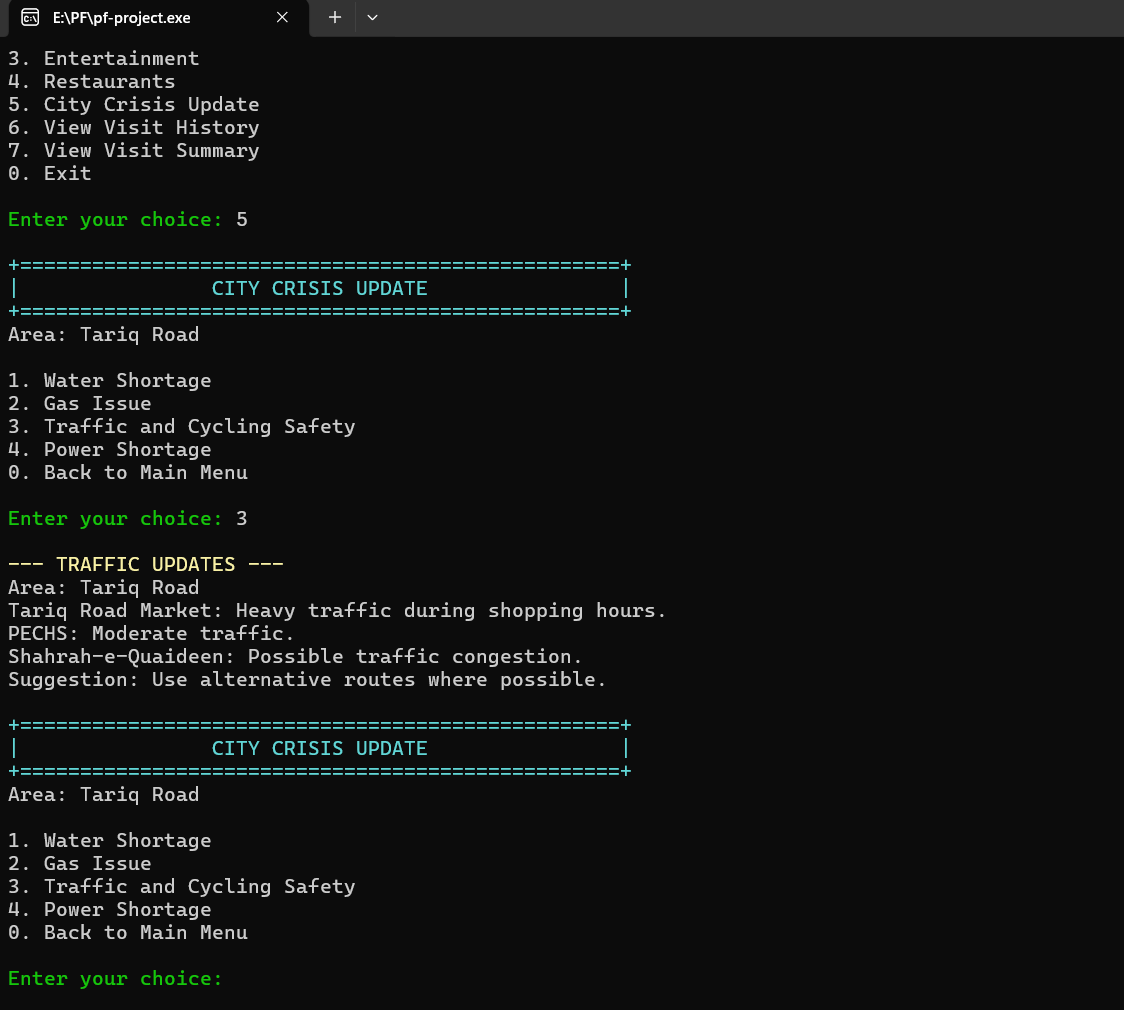 E:\PF\pf-project.exe
3. Entertainment
4. Restaurants
5. City Crisis Update
6. View Visit History
7. View Visit Summary
0. Exit
Enter your choice: 5
+==================================================+
| CITY CRISIS UPDATE |
+==================================================+
Area: Tariq Road
1. Water Shortage
2. Gas Issue
3. Traffic and Cycling Safety
4. Power Shortage
0. Back to Main Menu
Enter your choice: 3
--- TRAFFIC UPDATES ---
Area: Tariq Road
Tariq Road Market: Heavy traffic during shopping hours.
PECHS: Moderate traffic.
Shahrah-e-Quaideen: Possible traffic congestion.
Suggestion: Use alternative routes where possible.
+==================================================+
| CITY CRISIS UPDATE |
+==================================================+
Area: Tariq Road
1. Water Shortage
2. Gas Issue
3. Traffic and Cycling Safety
4. Power Shortage
0. Back to Main Menu
Enter your choice: